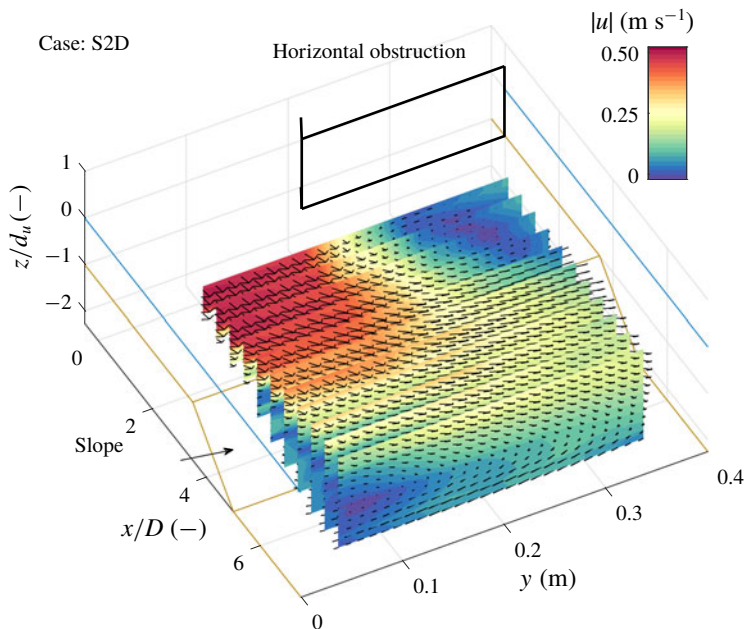 Case: S2D
Horizontal obstruction
|u| (m s⁻¹)
0.50
0.25
0
z/d_u (−)
1
0
−1
−2
0
2
4
6
Slope
x/D (−)
0
0.1
0.2
0.3
0.4
y (m)